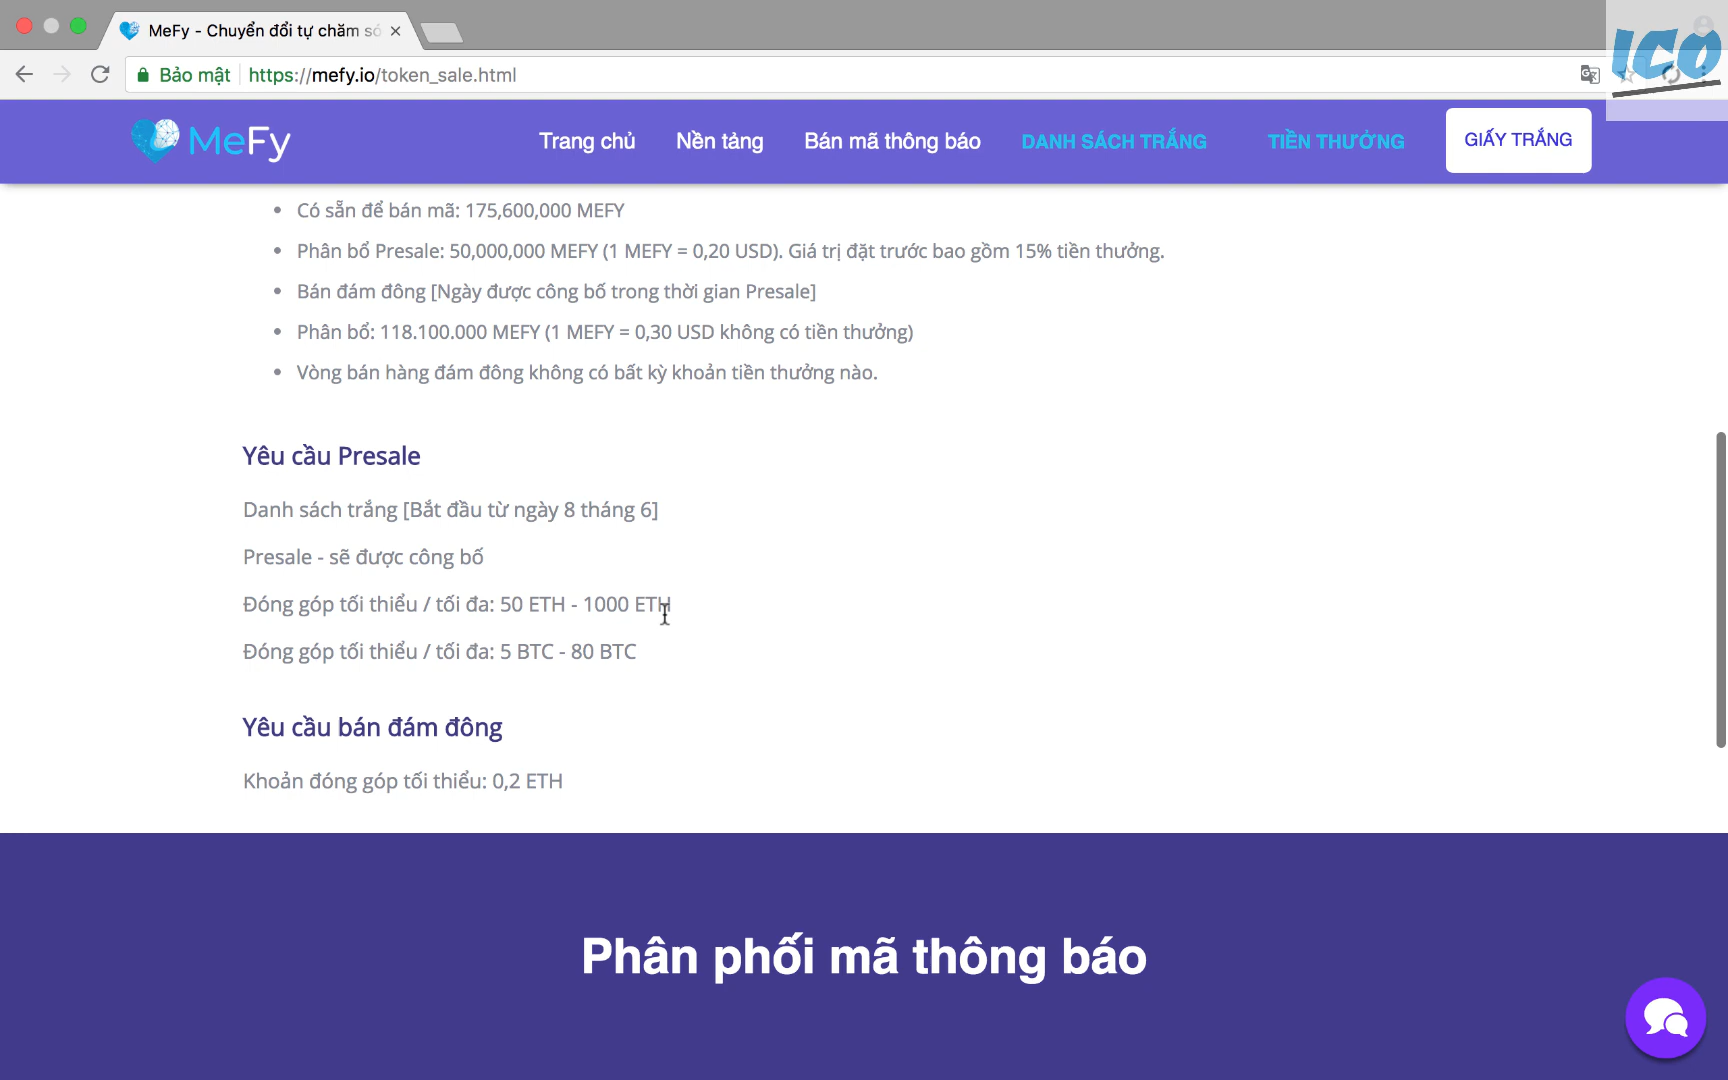 MeFy - Chuyển đổi tự chăm só
Bảo mật https://mefy.io/token_sale.html
ICO
MeFy Trang chủ Nền tảng Bán mã thông báo DANH SÁCH TRẮNG TIỀN THƯỞNG GIẤY TRẮNG
Có sẵn để bán mã: 175,600,000 MEFY
Phân bổ Presale: 50,000,000 MEFY (1 MEFY = 0,20 USD). Giá trị đặt trước bao gồm 15% tiền thưởng.
Bán đám đông [Ngày được công bố trong thời gian Presale]
Phân bổ: 118.100.000 MEFY (1 MEFY = 0,30 USD không có tiền thưởng)
Vòng bán hàng đám đông không có bất kỳ khoản tiền thưởng nào.
Yêu cầu Presale
Danh sách trắng [Bắt đầu từ ngày 8 tháng 6]
Presale - sẽ được công bố
Đóng góp tối thiểu / tối đa: 50 ETH - 1000 ETH
Đóng góp tối thiểu / tối đa: 5 BTC - 80 BTC
Yêu cầu bán đám đông
Khoản đóng góp tối thiểu: 0,2 ETH
Phân phối mã thông báo